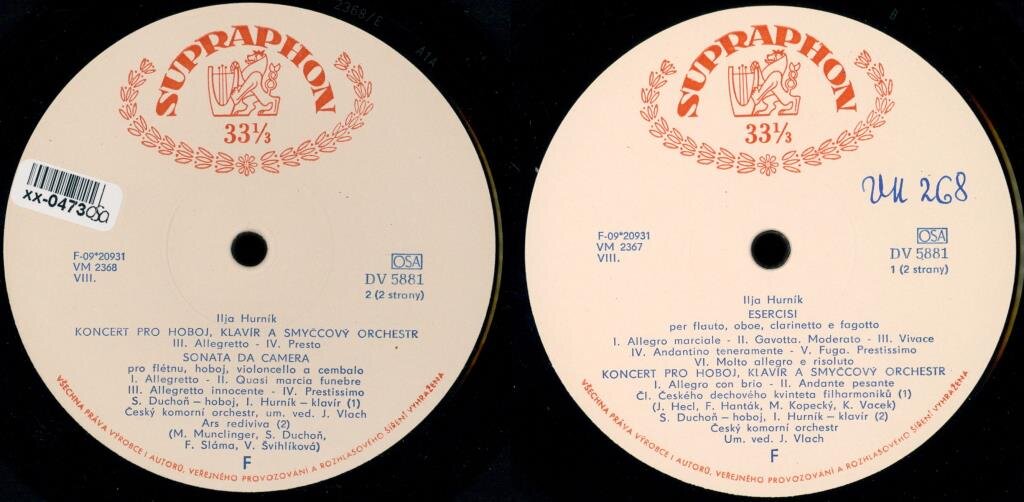 2368/E
A1A
SUPRAPHON
33⅓
xx-0473
OSA
F-09*20931
VM 2368
VIII.
OSA
DV 5881
2 (2 strany)
Ilja Hurník
KONCERT PRO HOBOJ, KLAVÍR A SMYČCOVÝ ORCHESTR
III. Allegretto - IV. Presto
SONATA DA CAMERA
pro flétnu, hoboj, violoncello a cembalo
I. Allegretto - II. Quasi marcia funebre
III. Allegretto innocente - IV. Prestissimo
S. Duchoň - hoboj, I. Hurník - klavír (1)
Český komorní orchestr, um. ved. J. Vlach
Ars rediviva (2)
(M. Munclinger, S. Duchoň,
F. Sláma, V. Švihlíková)
F
VŠECHNA PRÁVA VÝROBCE I AUTORŮ, VEŘEJNÉHO PROVOZOVÁNÍ A ROZHLASOVÉHO ŠÍŘENÍ VYHRAŽENA
SUPRAPHON
33⅓
VM 268
F-09*20931
VM 2367
VIII.
OSA
DV 5881
1 (2 strany)
Ilja Hurník
ESERCISI
per flauto, oboe, clarinetto e fagotto
I. Allegro marciale - II. Gavotta. Moderato - III. Vivace
IV. Andantino teneramente - V. Fuga. Prestissimo
VI. Molto allegro e risoluto
KONCERT PRO HOBOJ, KLAVÍR A SMYČCOVÝ ORCHESTR
I. Allegro con brio - II. Andante pesante
Čl. Českého dechového kvinteta filharmoniků (1)
(J. Hecl, F. Hanták, M. Kopecký, K. Vacek)
S. Duchoň - hoboj, I. Hurník - klavír (2)
Český komorní orchestr
Um. ved. J. Vlach
F
VŠECHNA PRÁVA VÝROBCE I AUTORŮ, VEŘEJNÉHO PROVOZOVÁNÍ A ROZHLASOVÉHO ŠÍŘENÍ VYHRAŽENA